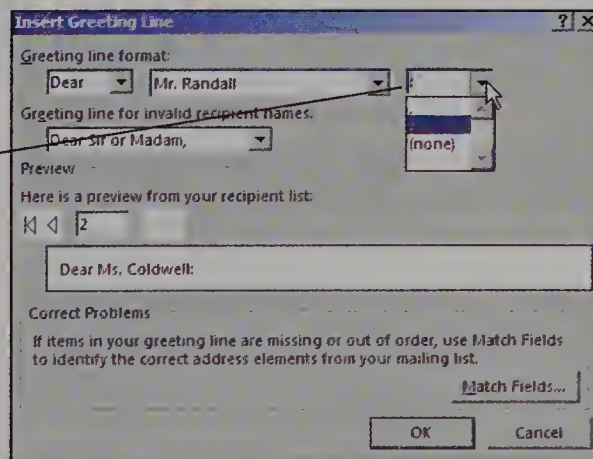 Insert Greeting Line
Greeting line format:
Dear Mr. Randall :
(none)
Greeting line for invalid recipient names.
Dear Sir or Madam,
Preview
Here is a preview from your recipient list:
2
Dear Ms. Coldwell:
Correct Problems
If items in your greeting line are missing or out of order, use Match Fields
to identify the correct address elements from your mailing list.
Match Fields...
OK Cancel